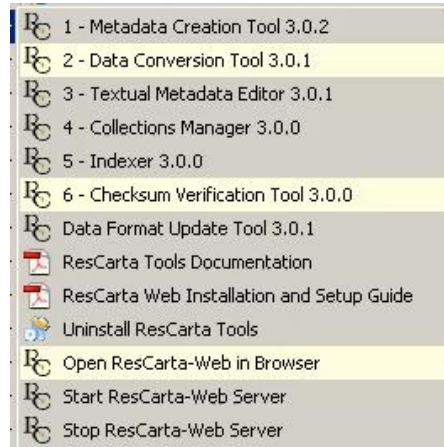 1 - Metadata Creation Tool 3.0.2
2 - Data Conversion Tool 3.0.1
3 - Textual Metadata Editor 3.0.1
4 - Collections Manager 3.0.0
5 - Indexer 3.0.0
6 - Checksum Verification Tool 3.0.0
Data Format Update Tool 3.0.1
ResCarta Tools Documentation
ResCarta Web Installation and Setup Guide
Uninstall ResCarta Tools
Open ResCarta-Web in Browser
Start ResCarta-Web Server
Stop ResCarta-Web Server